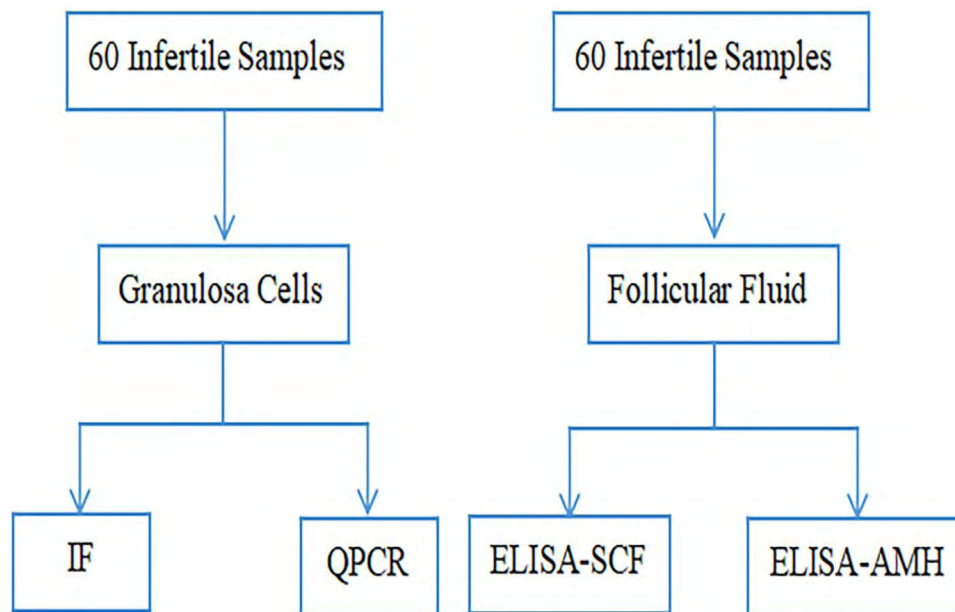 60 Infertile Samples
60 Infertile Samples
Granulosa Cells
Follicular Fluid
IF
QPCR
ELISA-SCF
ELISA-AMH